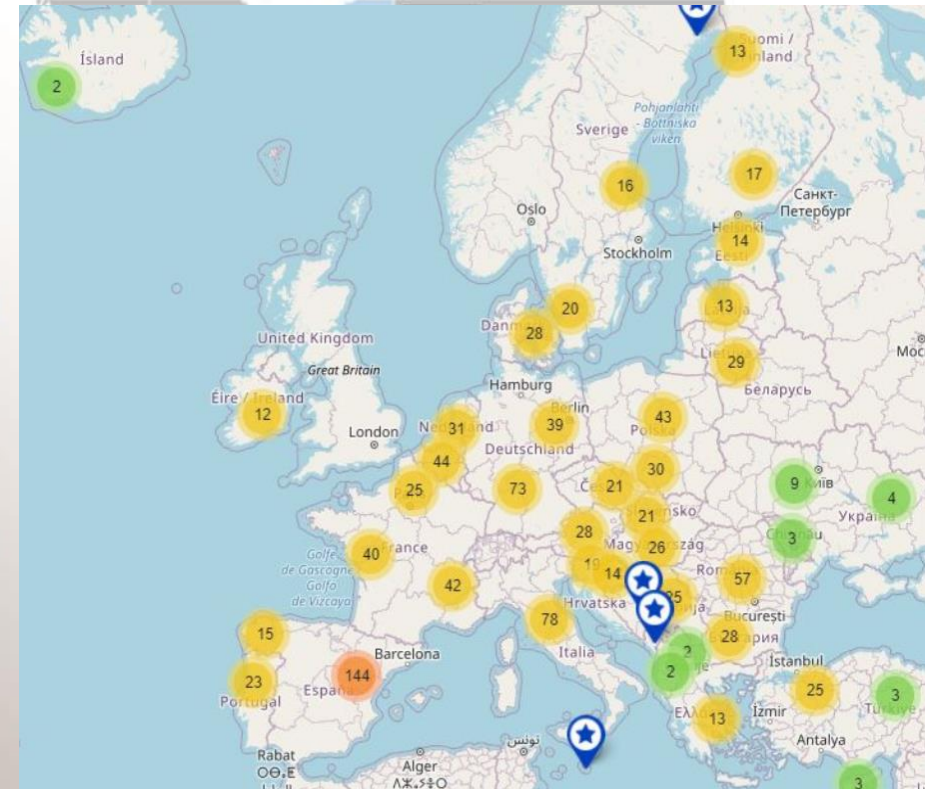 Ísland
2
13
Suomi /
Finland
Pohjanlahti
- Bottniska
viken
Sverige
16
17
Санкт-
Петербург
Oslo
Helsinki
14
Eesti
Stockholm
20
13
28
United Kingdom
29
Great Britain
Hamburg
Беларусь
Éire / Ireland
12
Berlin
43
39
31
Polska
London
Deutschland
44
30
73
21
9
Київ
25
4
21
Україна
28
3
40
France
26
Golfe
de Gascogne
Golfo
de Vizcaya
19
14
42
57
Hrvatska
București
78
15
28
Italia
Barcelona
2
İstanbul
144
2
23
25
3
Portugal
13
İzmir
Antalya
تونس
Rabat
Alger
3